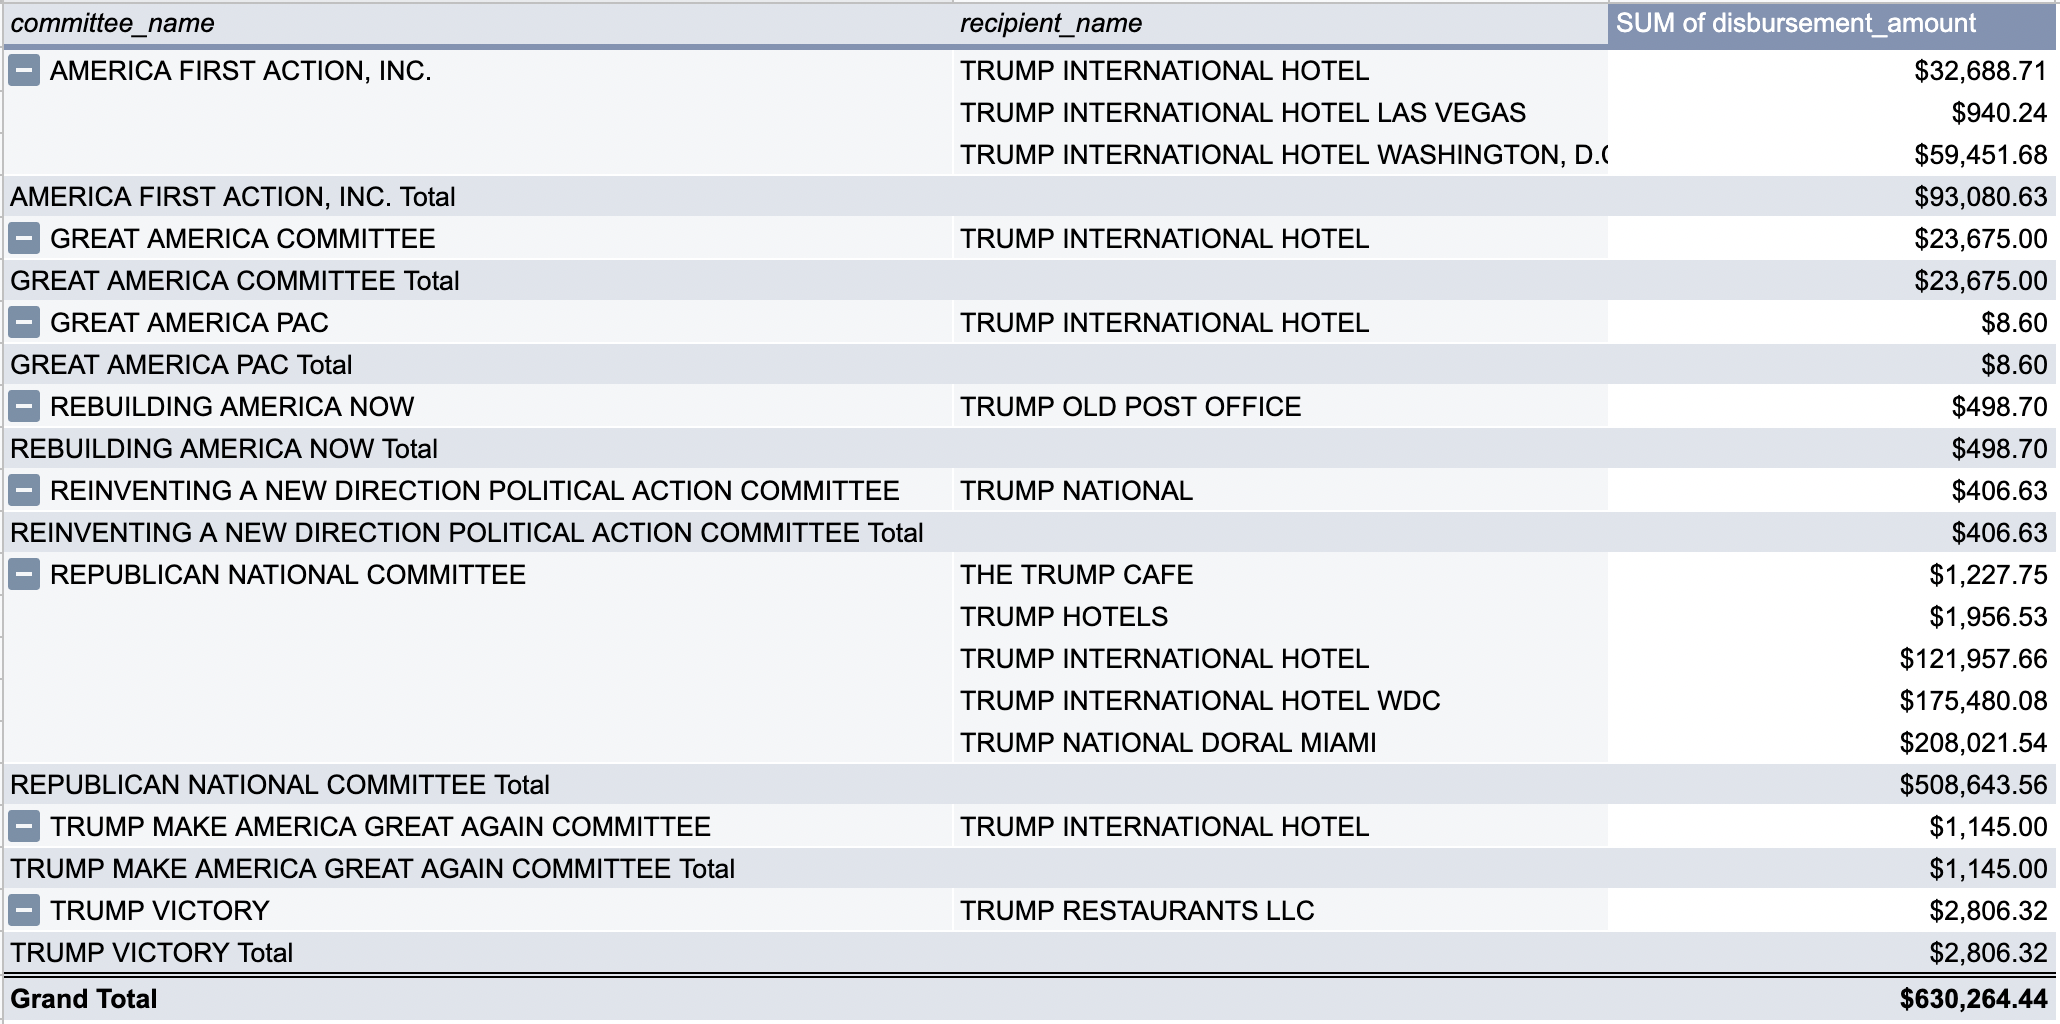 committee_name recipient_name SUM of disbursement_amount
AMERICA FIRST ACTION, INC. TRUMP INTERNATIONAL HOTEL $32,688.71
TRUMP INTERNATIONAL HOTEL LAS VEGAS $940.24
TRUMP INTERNATIONAL HOTEL WASHINGTON, D.C $59,451.68
AMERICA FIRST ACTION, INC. Total $93,080.63
GREAT AMERICA COMMITTEE TRUMP INTERNATIONAL HOTEL $23,675.00
GREAT AMERICA COMMITTEE Total $23,675.00
GREAT AMERICA PAC TRUMP INTERNATIONAL HOTEL $8.60
GREAT AMERICA PAC Total $8.60
REBUILDING AMERICA NOW TRUMP OLD POST OFFICE $498.70
REBUILDING AMERICA NOW Total $498.70
REINVENTING A NEW DIRECTION POLITICAL ACTION COMMITTEE TRUMP NATIONAL $406.63
REINVENTING A NEW DIRECTION POLITICAL ACTION COMMITTEE Total $406.63
REPUBLICAN NATIONAL COMMITTEE THE TRUMP CAFE $1,227.75
TRUMP HOTELS $1,956.53
TRUMP INTERNATIONAL HOTEL $121,957.66
TRUMP INTERNATIONAL HOTEL WDC $175,480.08
TRUMP NATIONAL DORAL MIAMI $208,021.54
REPUBLICAN NATIONAL COMMITTEE Total $508,643.56
TRUMP MAKE AMERICA GREAT AGAIN COMMITTEE TRUMP INTERNATIONAL HOTEL $1,145.00
TRUMP MAKE AMERICA GREAT AGAIN COMMITTEE Total $1,145.00
TRUMP VICTORY TRUMP RESTAURANTS LLC $2,806.32
TRUMP VICTORY Total $2,806.32
Grand Total $630,264.44